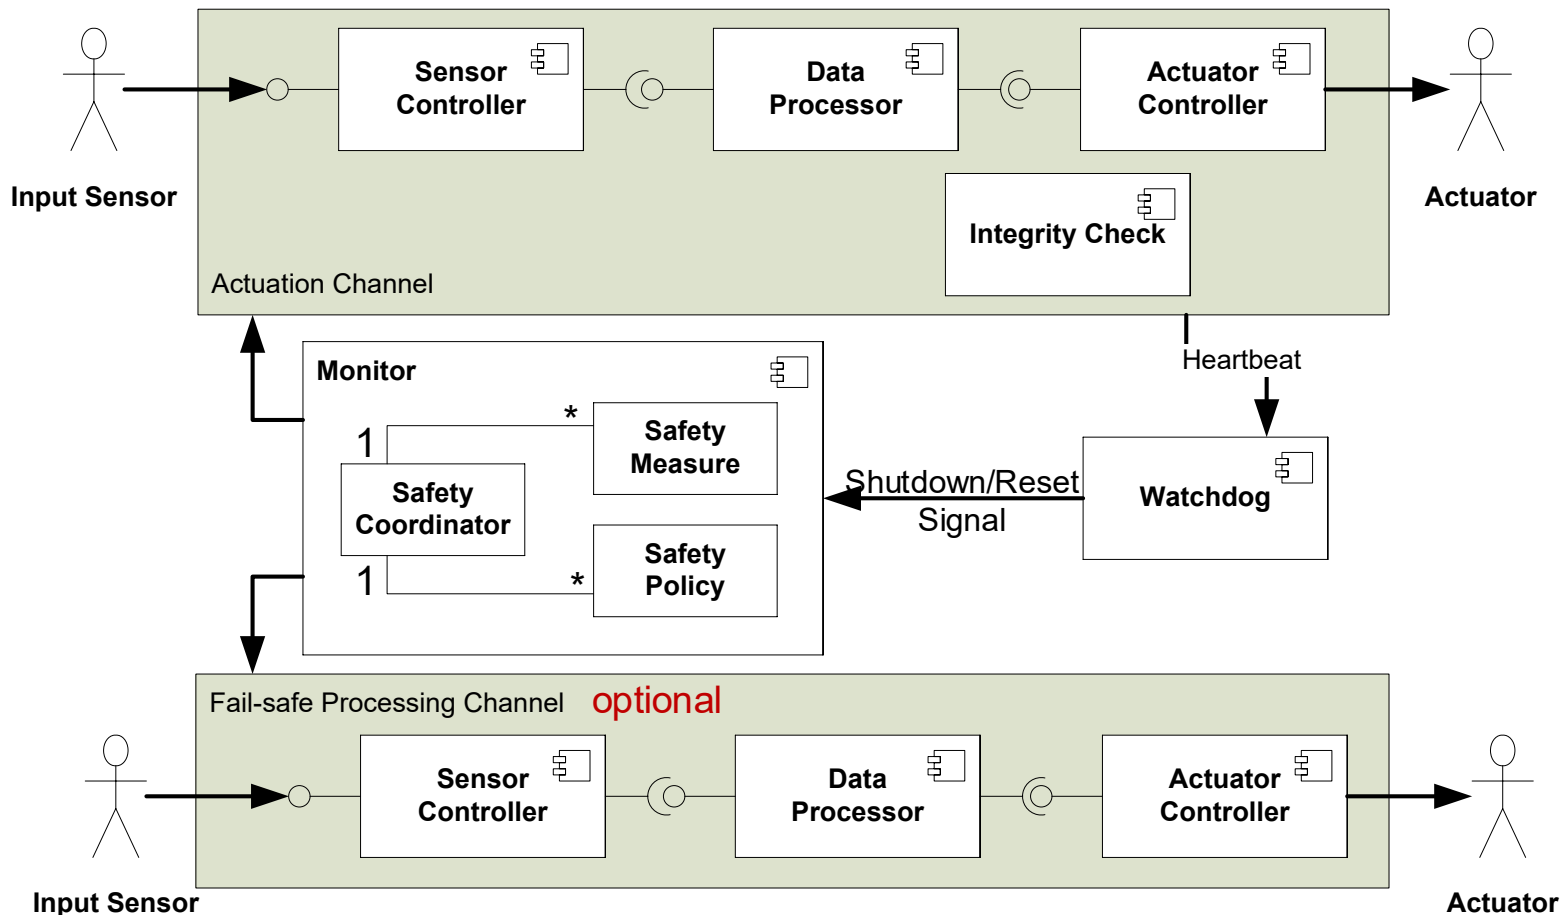 Sensor
Controller
Data
Processor
Actuator
Controller
Input Sensor
Actuator
Integrity Check
Actuation Channel
Heartbeat
Monitor
1
*
Safety
Measure
Safety
Coordinator
Shutdown/Reset
Signal
Watchdog
Safety
Policy
1
*
Fail-safe Processing Channel optional
Sensor
Controller
Data
Processor
Actuator
Controller
Input Sensor
Actuator